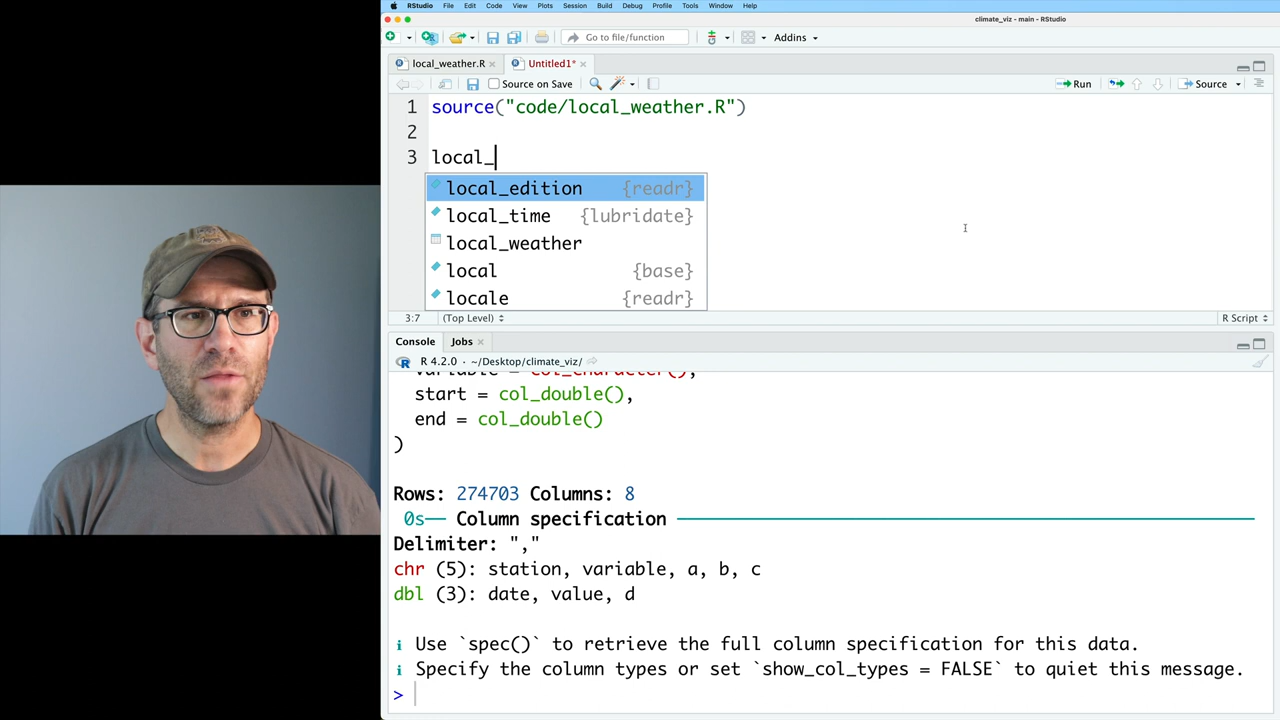 RStudio File Edit Code View Plots Session Build Debug Profile Tools Window Help
climate_viz - main - RStudio
Go to file/function Addins
local_weather.R Untitled1*
Source on Save Run Source
1 source("code/local_weather.R")
2
3 local_
local_edition {readr}
local_time {lubridate}
local_weather
local {base}
locale {readr}
3:7 (Top Level) R Script
Console Jobs
R 4.2.0 · ~/Desktop/climate_viz/
variable = col_character(),
start = col_double(),
end = col_double()
)
Rows: 274703 Columns: 8
0s── Column specification
Delimiter: ","
chr (5): station, variable, a, b, c
dbl (3): date, value, d
ℹ Use `spec()` to retrieve the full column specification for this data.
ℹ Specify the column types or set `show_col_types = FALSE` to quiet this message.
>